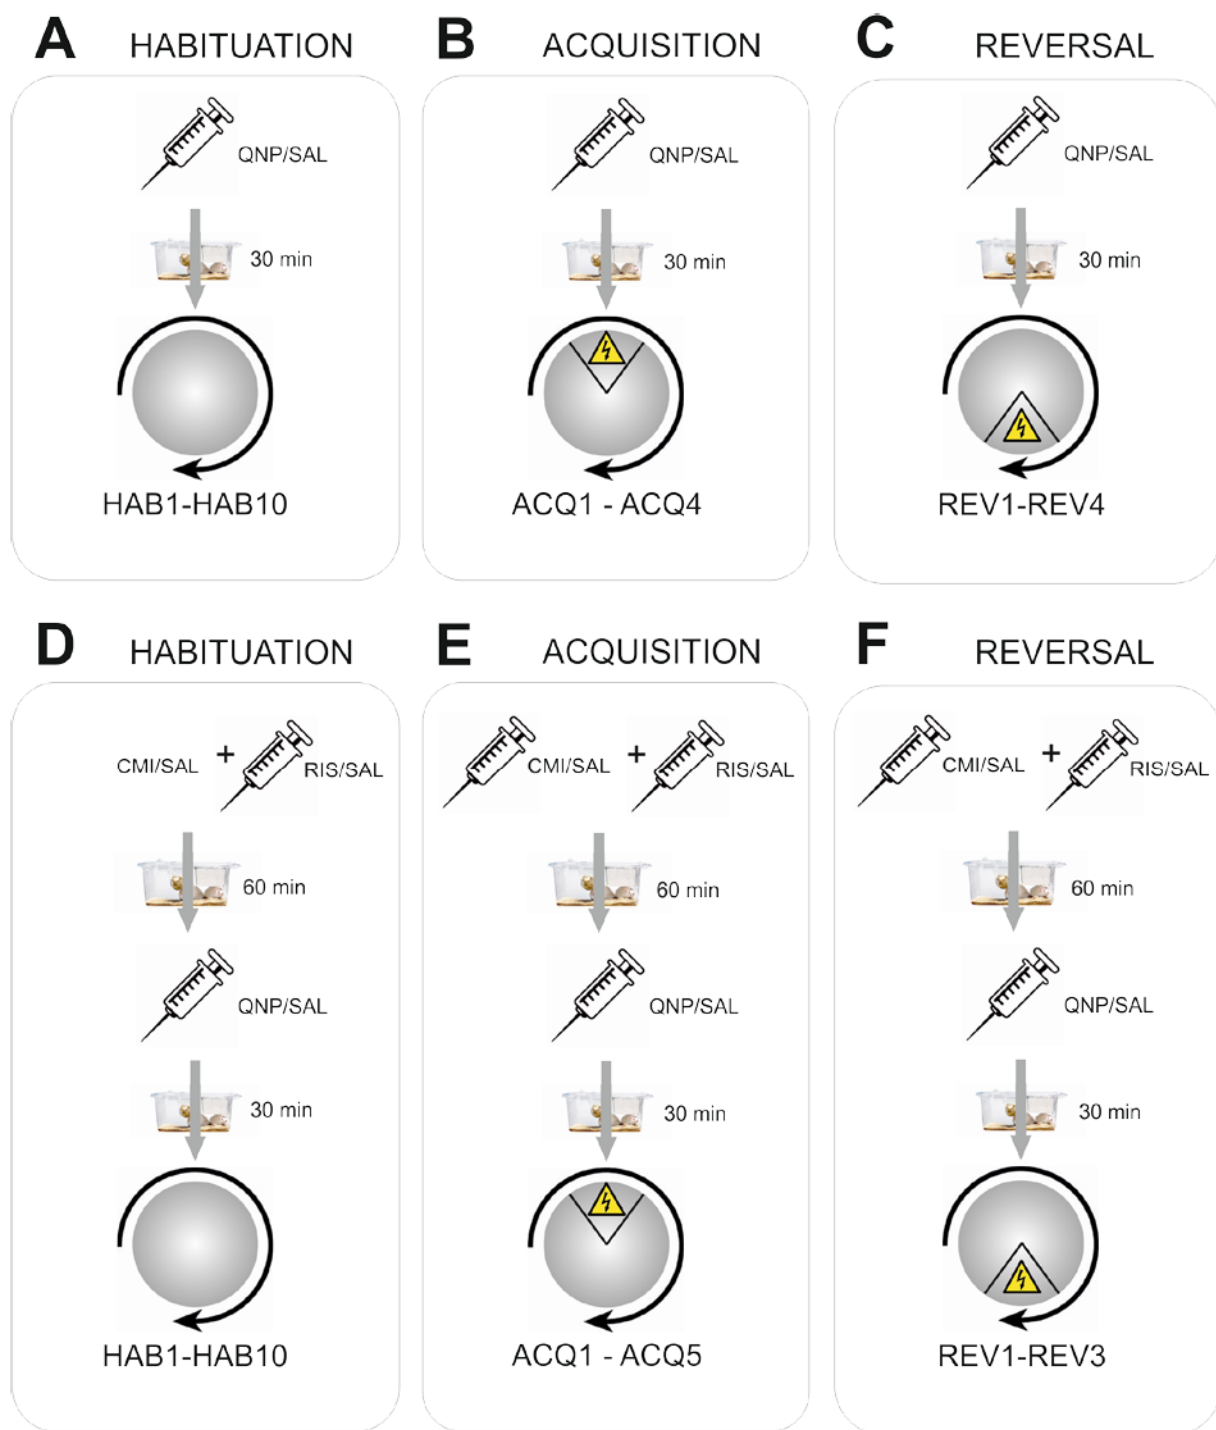 A HABITUATION
QNP/SAL
30 min
HAB1-HAB10
B ACQUISITION
QNP/SAL
30 min
ACQ1 - ACQ4
C REVERSAL
QNP/SAL
30 min
REV1-REV4
D HABITUATION
CMI/SAL + RIS/SAL
60 min
QNP/SAL
30 min
HAB1-HAB10
E ACQUISITION
CMI/SAL + RIS/SAL
60 min
QNP/SAL
30 min
ACQ1 - ACQ5
F REVERSAL
CMI/SAL + RIS/SAL
60 min
QNP/SAL
30 min
REV1-REV3